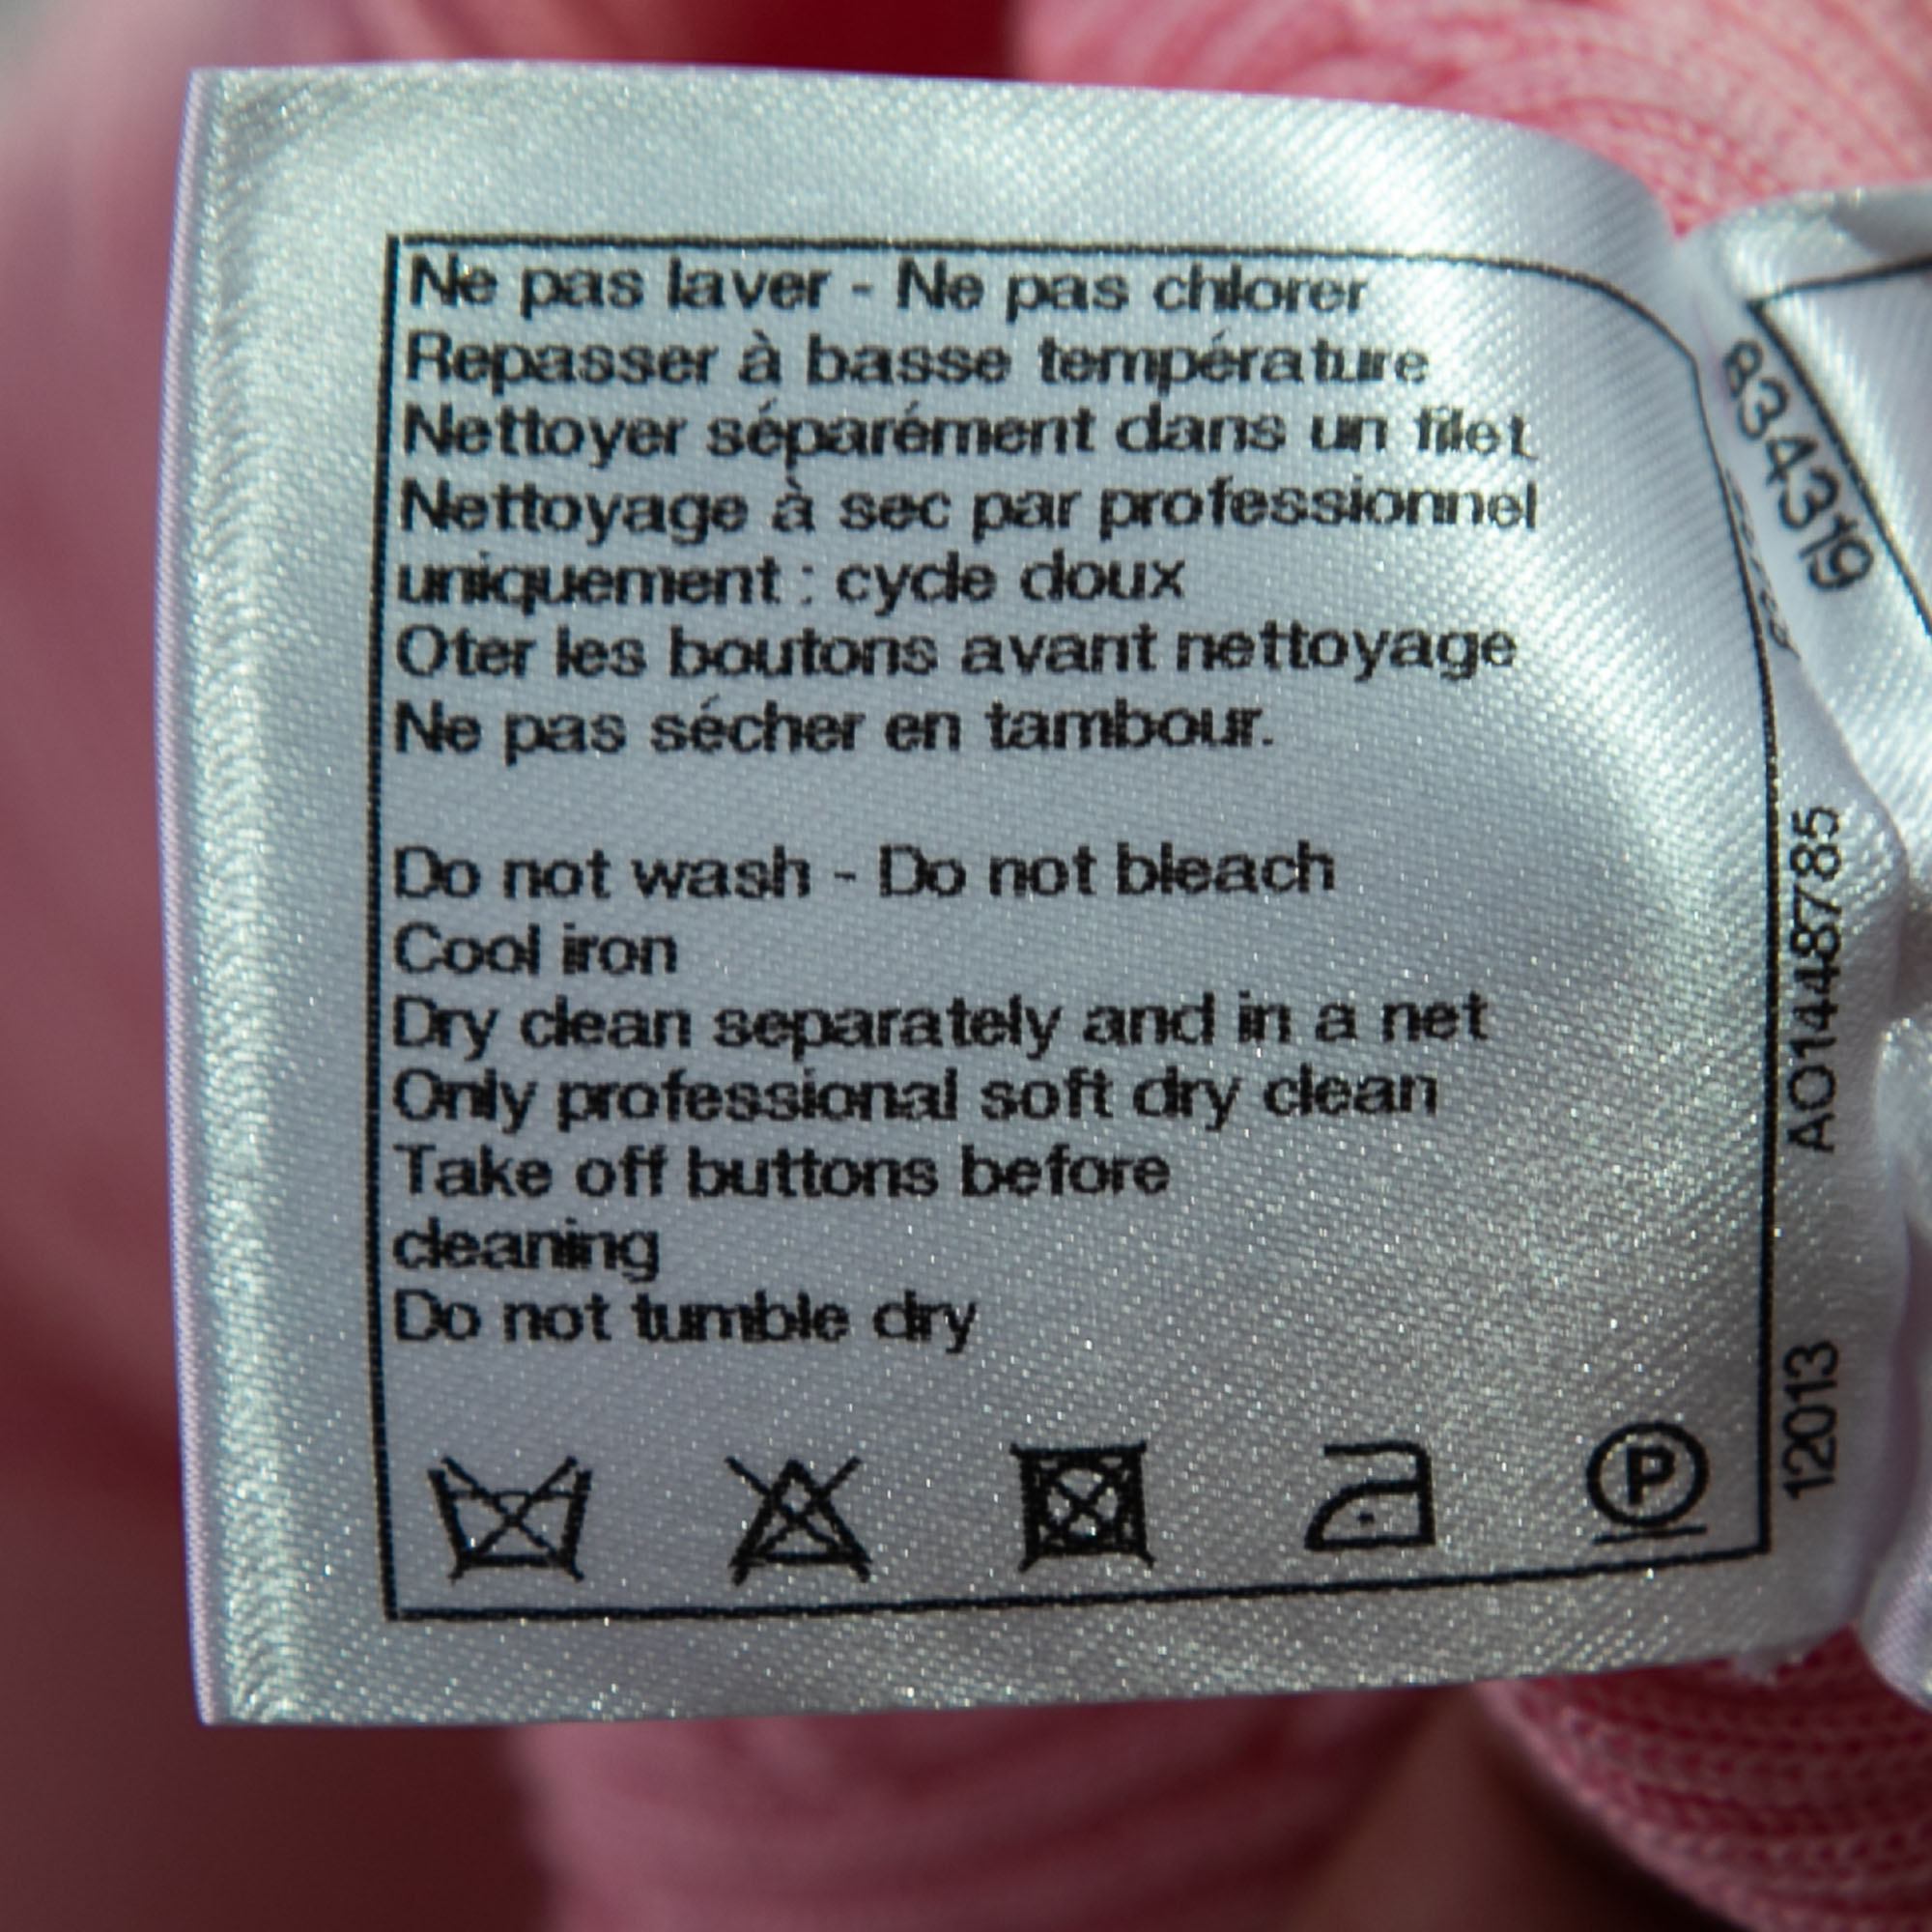 Ne pas laver - Ne pas chlorer
Repasser à basse température
Nettoyer séparément dans un filet
Nettoyage à sec par professionnel
uniquement : cycle doux
Oter les boutons avant nettoyage
Ne pas sécher en tambour.
Do not wash - Do not bleach
Cool iron
Dry clean separately and in a net
Only professional soft dry clean
Take off buttons before
cleaning
Do not tumble dry
P
834319
AO1448785
12013